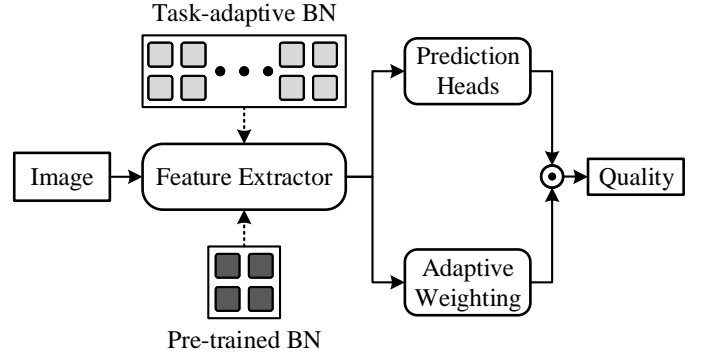 Task-adaptive BN
Prediction
Heads
Image
Feature Extractor
Quality
Adaptive
Weighting
Pre-trained BN